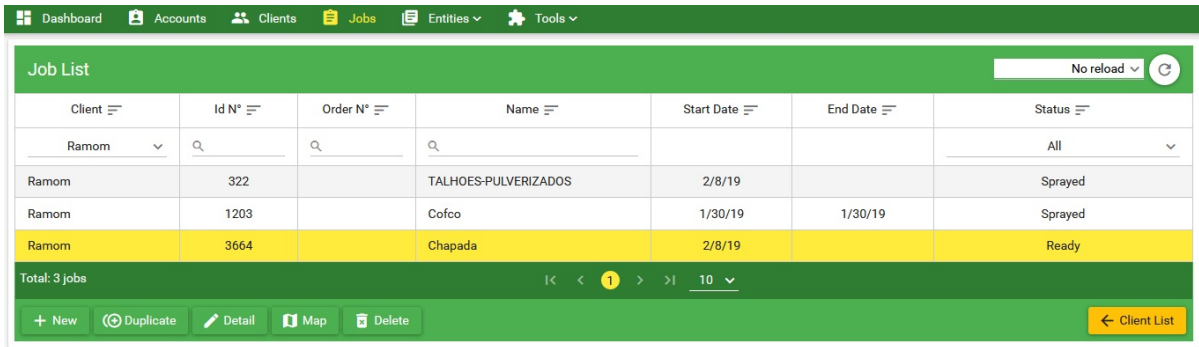 Dashboard Accounts Clients Jobs Entities Tools
Job List No reload
Client Id N° Order N° Name Start Date End Date Status
Ramom All
Ramom 322 TALHOES-PULVERIZADOS 2/8/19 Sprayed
Ramom 1203 Cofco 1/30/19 1/30/19 Sprayed
Ramom 3664 Chapada 2/8/19 Ready
Total: 3 jobs 1 10
New Duplicate Detail Map Delete Client List